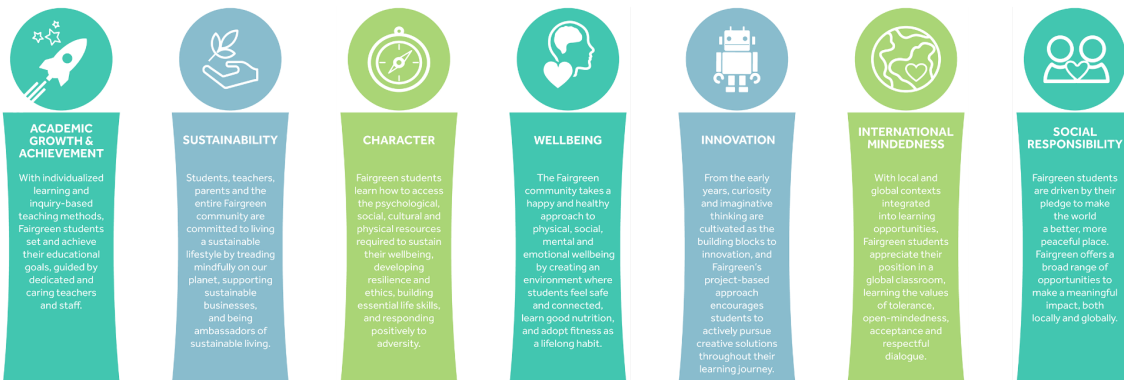 ACADEMIC
GROWTH &
ACHIEVEMENT
With individualized
learning and
inquiry-based
teaching methods,
Fairgreen students
set and achieve
their educational
goals, guided by
dedicated and
caring teachers
and staff.
SUSTAINABILITY
Students, teachers,
parents and the
entire Fairgreen
community are
committed to living
a sustainable
lifestyle by treading
mindfully on our
planet, supporting
sustainable
businesses,
and being
ambassadors of
sustainable living.
CHARACTER
Fairgreen students
learn how to access
the psychological,
social, cultural and
physical resources
required to sustain
their wellbeing,
developing
resilience and
ethics, building
essential life skills,
and responding
positively to
adversity.
WELLBEING
The Fairgreen
community takes a
happy and healthy
approach to
physical, social,
mental and
emotional wellbeing
by creating an
environment where
students feel safe
and connected,
learn good nutrition,
and adopt fitness as
a lifelong habit.
INNOVATION
From the early
years, curiosity
and imaginative
thinking are
cultivated as the
building blocks to
innovation, and
Fairgreen's
project-based
approach
encourages
students to
actively pursue
creative solutions
throughout their
learning journey.
INTERNATIONAL
MINDEDNESS
With local and
global contexts
integrated
into learning
opportunities,
Fairgreen students
appreciate their
position in a
global classroom,
learning the values
of tolerance,
open-mindedness,
acceptance and
respectful
dialogue.
SOCIAL
RESPONSIBILITY
Fairgreen students
are driven by their
pledge to make
the world
a better, more
peaceful place.
Fairgreen offers a
broad range of
opportunities to
make a meaningful
impact, both
locally and globally.